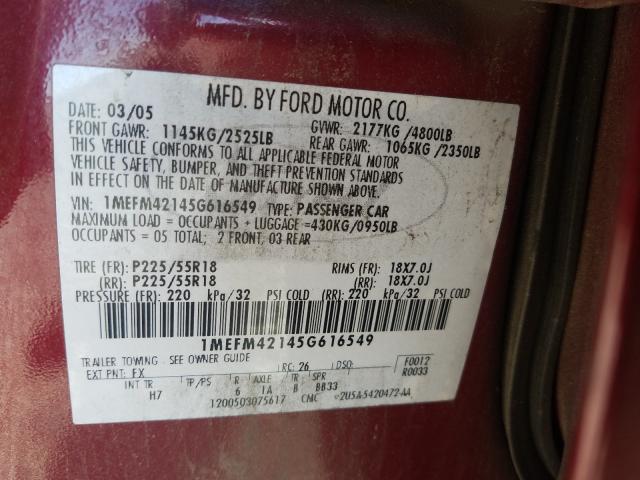 MFD. BY FORD MOTOR CO.
DATE: 03/05 GVWR: 2177KG /4800LB
FRONT GAWR: 1145KG/2525LB REAR GAWR: 1065KG/2350LB
THIS VEHICLE CONFORMS TO ALL APPLICABLE FEDERAL MOTOR
VEHICLE SAFETY, BUMPER, AND THEFT PREVENTION STANDARDS
IN EFFECT ON THE DATE OF MANUFACTURE SHOWN ABOVE.
VIN: 1MEFM42145G616549 TYPE: PASSENGER CAR
MAXIMUM LOAD = OCCUPANTS + LUGGAGE =430KG/0950LB
OCCUPANTS = 05 TOTAL; 2 FRONT, 03 REAR
TIRE (FR): P225/55R18 RIMS (FR): 18X7.0J
(RR): P225/55R18 (RR): 18X7.0J
PRESSURE (FR): 220 kPa/32 PSI COLD (RR): 220 kPa/32 PSI COLD
1MEFM42145G616549
TRAILER TOWING - SEE OWNER GUIDE
EXT PNT: FX RC: 26 DSO: F0012
R0033
INT TR TP/PS R AXLE TR SPR
H7 6 1A B BB33
1200503075617 CMC 2U5A-5420472-AA